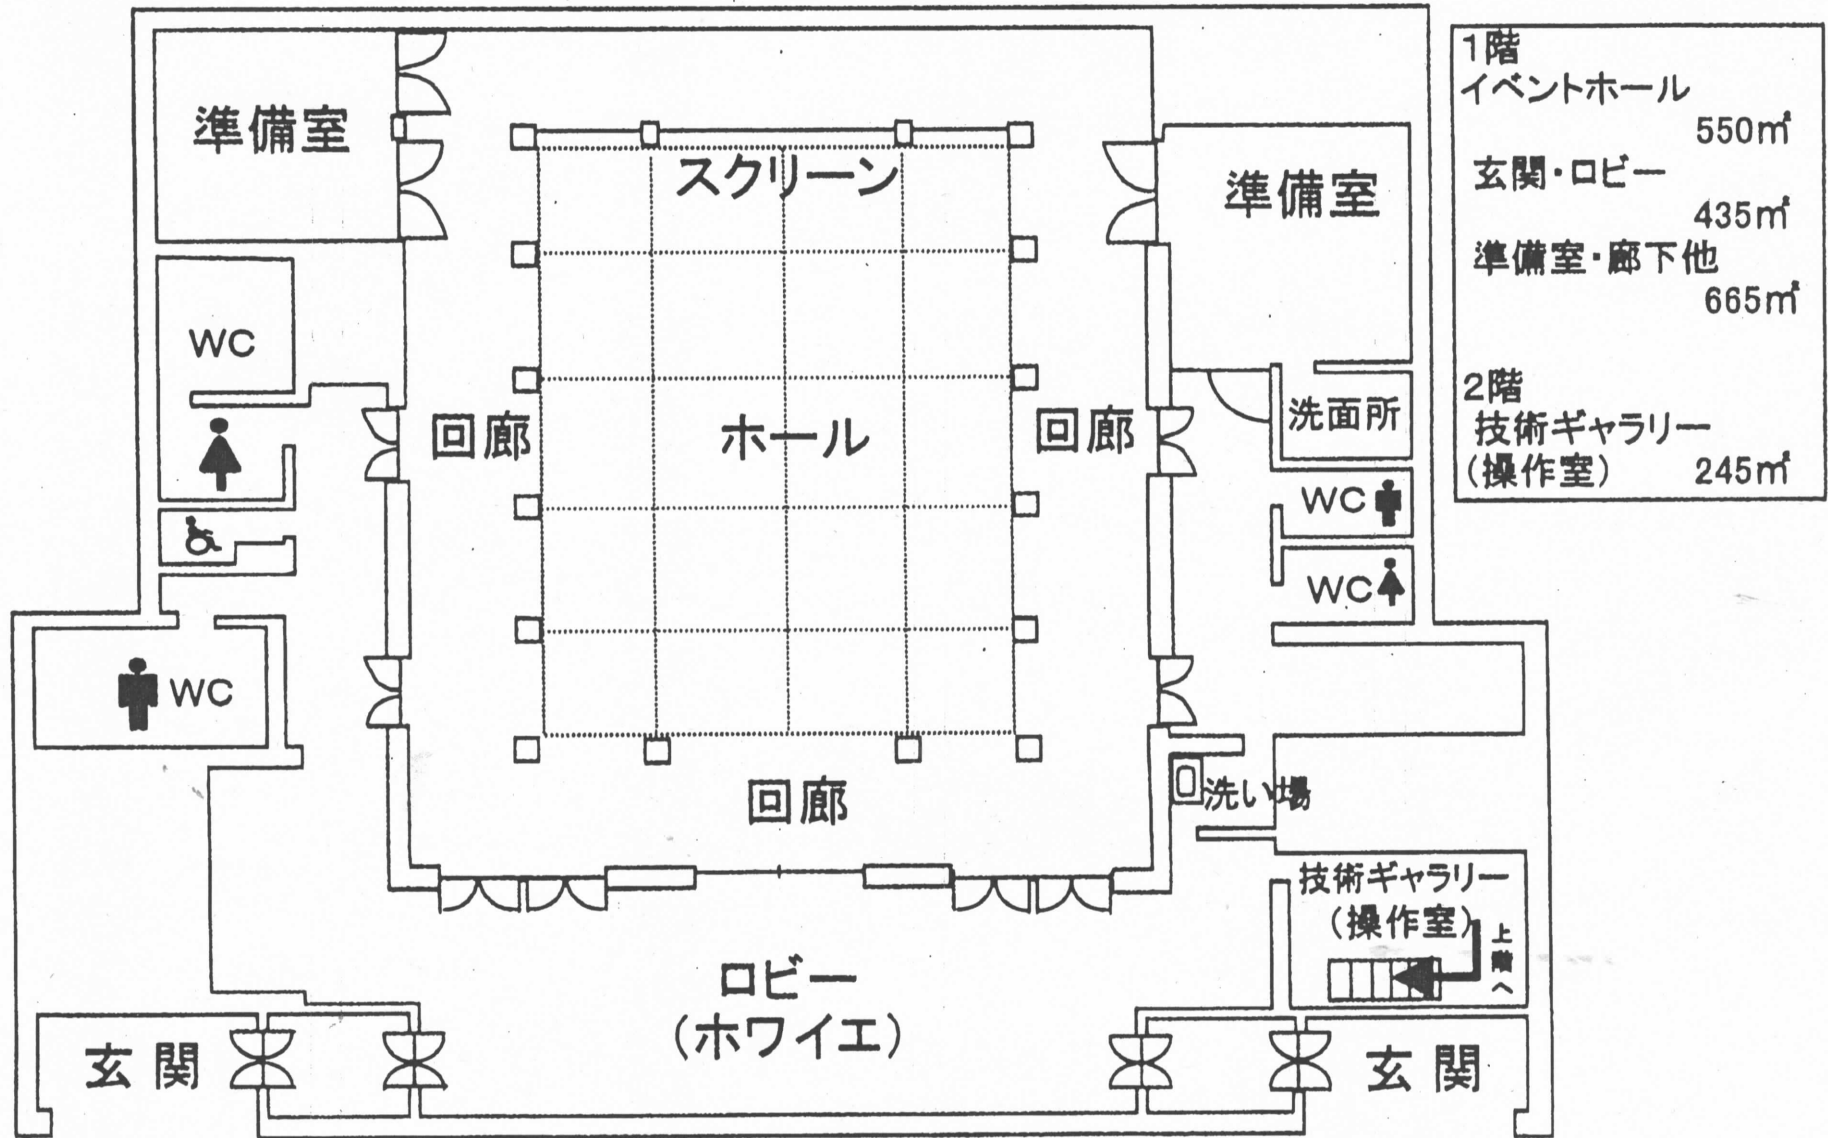 準備室
スクリーン
準備室
WC
回廊
ホール
回廊
洗面所
WC
WC
WC
回廊
洗い場
技術ギャラリー
(操作室)
上階へ
ロビー
(ホワイエ)
玄関
玄関
1階
イベントホール
550㎡
玄関・ロビー
435㎡
準備室・廊下他
665㎡
2階
技術ギャラリー
(操作室) 245㎡